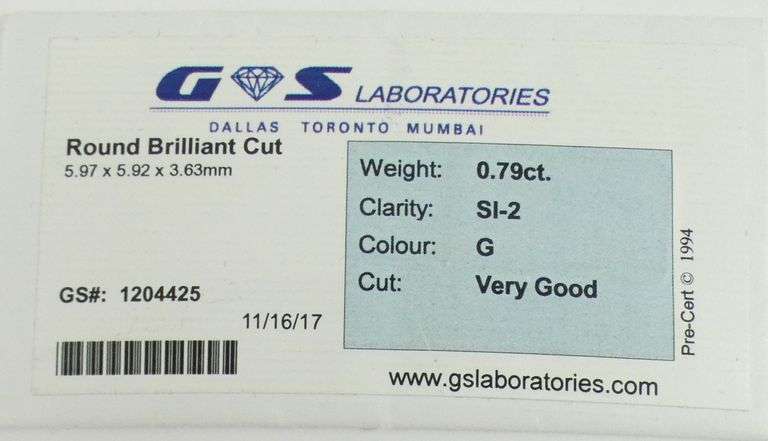 GS LABORATORIES
DALLAS TORONTO MUMBAI
Round Brilliant Cut
5.97 x 5.92 x 3.63mm
Weight: 0.79ct.
Clarity: SI-2
Colour: G
Cut: Very Good
GS#: 1204425
11/16/17
Pre-Cert © 1994
www.gslaboratories.com